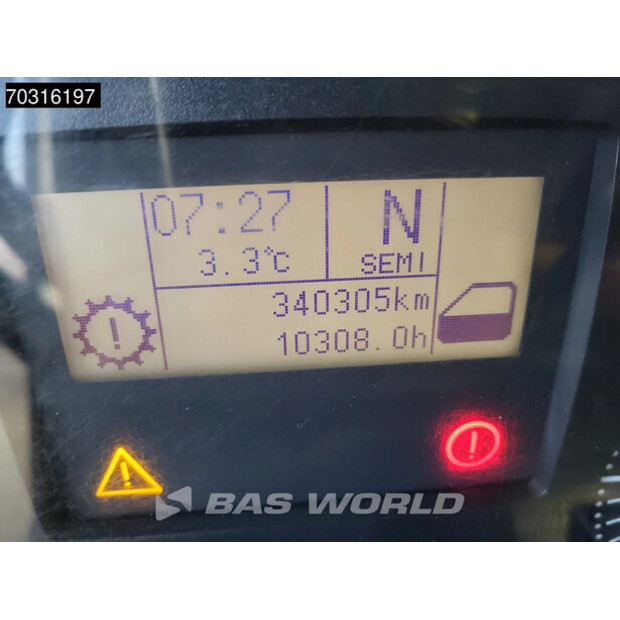 70316197
07:27
N
3.3°C
SEMI
340305km
10308.0h
BAS WORLD